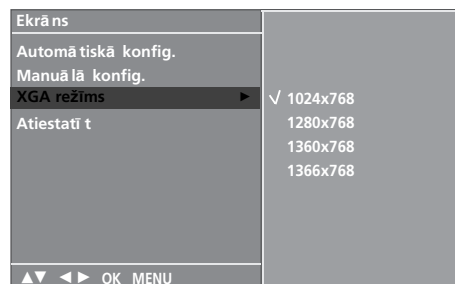 Ekrāns
Automātiskā konfig.
Manuālā konfig.
XGA režīms ►
Atiestatīt
√ 1024x768
1280x768
1360x768
1366x768
▲▼ ◄► OK MENU